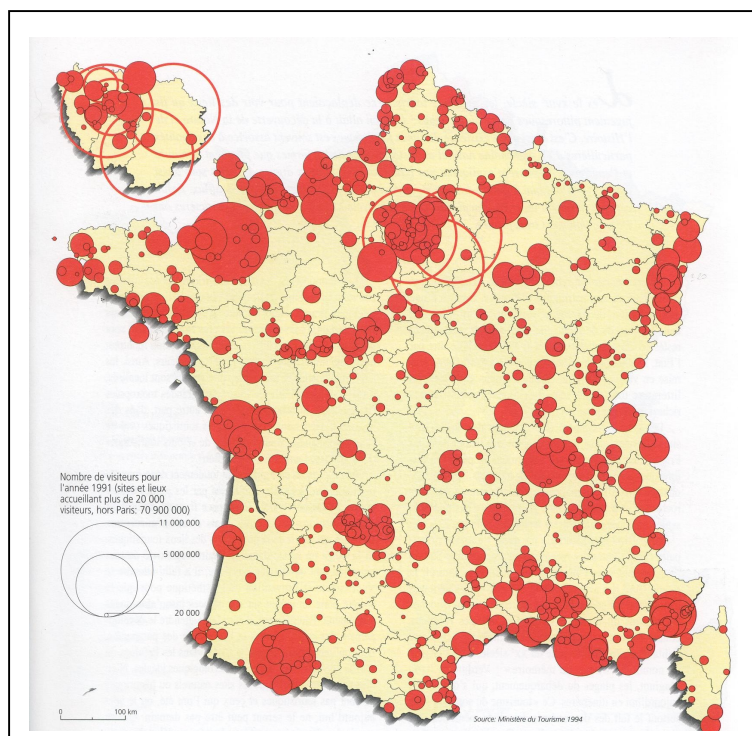 Nombre de visiteurs pour
l'année 1991 (sites et lieux
accueillant plus de 20 000
visiteurs, hors Paris: 70 900 000)
11 000 000
5 000 000
20 000
0 100 km
Source: Ministère du Tourisme 1994